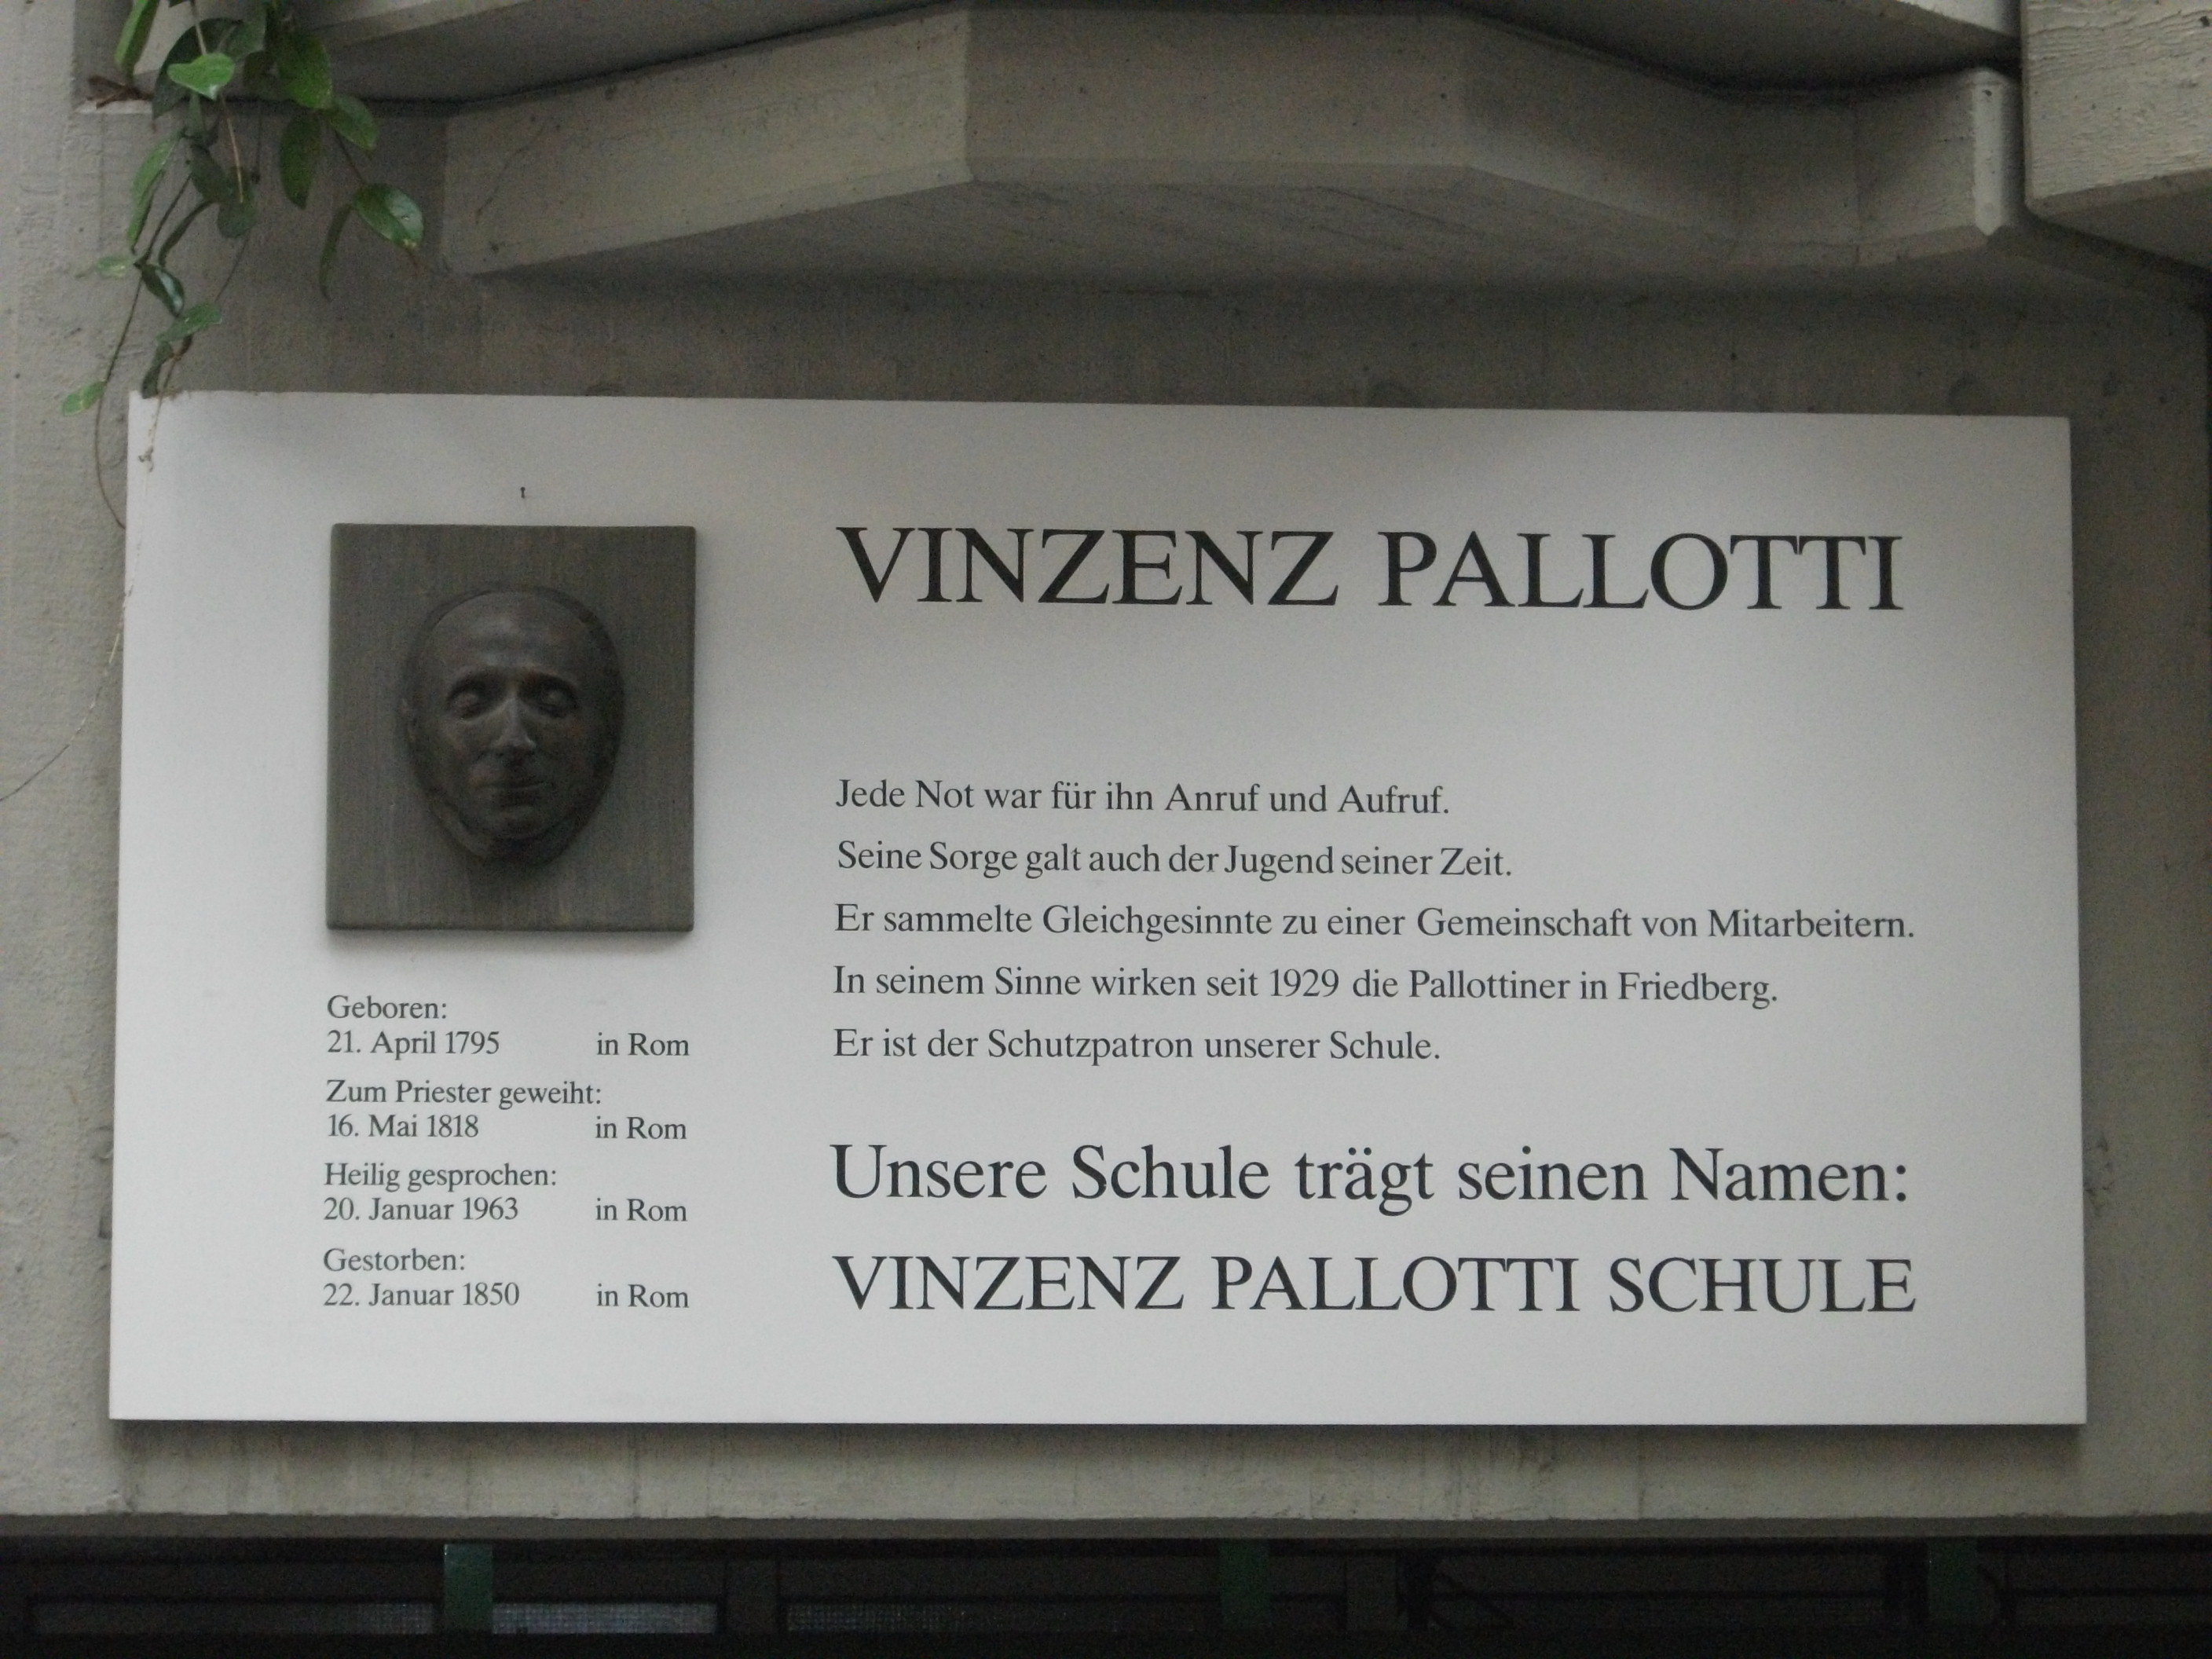 VINZENZ PALLOTTI
Jede Not war für ihn Anruf und Aufruf.
Seine Sorge galt auch der Jugend seiner Zeit.
Er sammelte Gleichgesinnte zu einer Gemeinschaft von Mitarbeitern.
In seinem Sinne wirken seit 1929 die Pallottiner in Friedberg.
Er ist der Schutzpatron unserer Schule.
Unsere Schule trägt seinen Namen:
VINZENZ PALLOTTI SCHULE
Geboren:
21. April 1795 in Rom
Zum Priester geweiht:
16. Mai 1818 in Rom
Heilig gesprochen:
20. Januar 1963 in Rom
Gestorben:
22. Januar 1850 in Rom